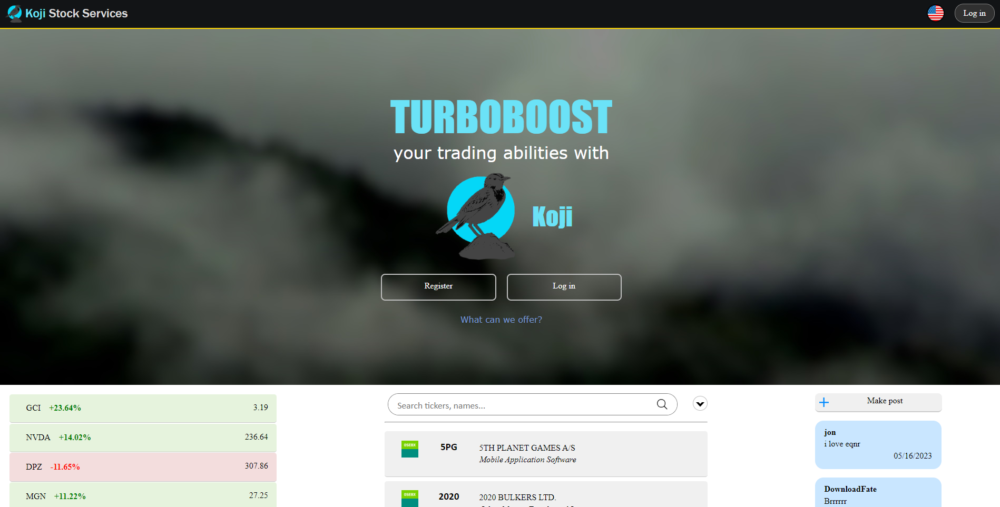 Koji Stock Services
Log in
TURBOBOOST
your trading abilities with
Koji
Register
Log in
What can we offer?
GCI +23.64% 3.19
NVDA +14.02% 236.64
DPZ -11.65% 307.86
MGN +11.22% 27.25
Search tickers, names...
5PG 5TH PLANET GAMES A/S
Mobile Application Software
2020 2020 BULKERS LTD.
Make post
jon
i love eqnr
05/16/2023
DownloadFate
Brrrrrr